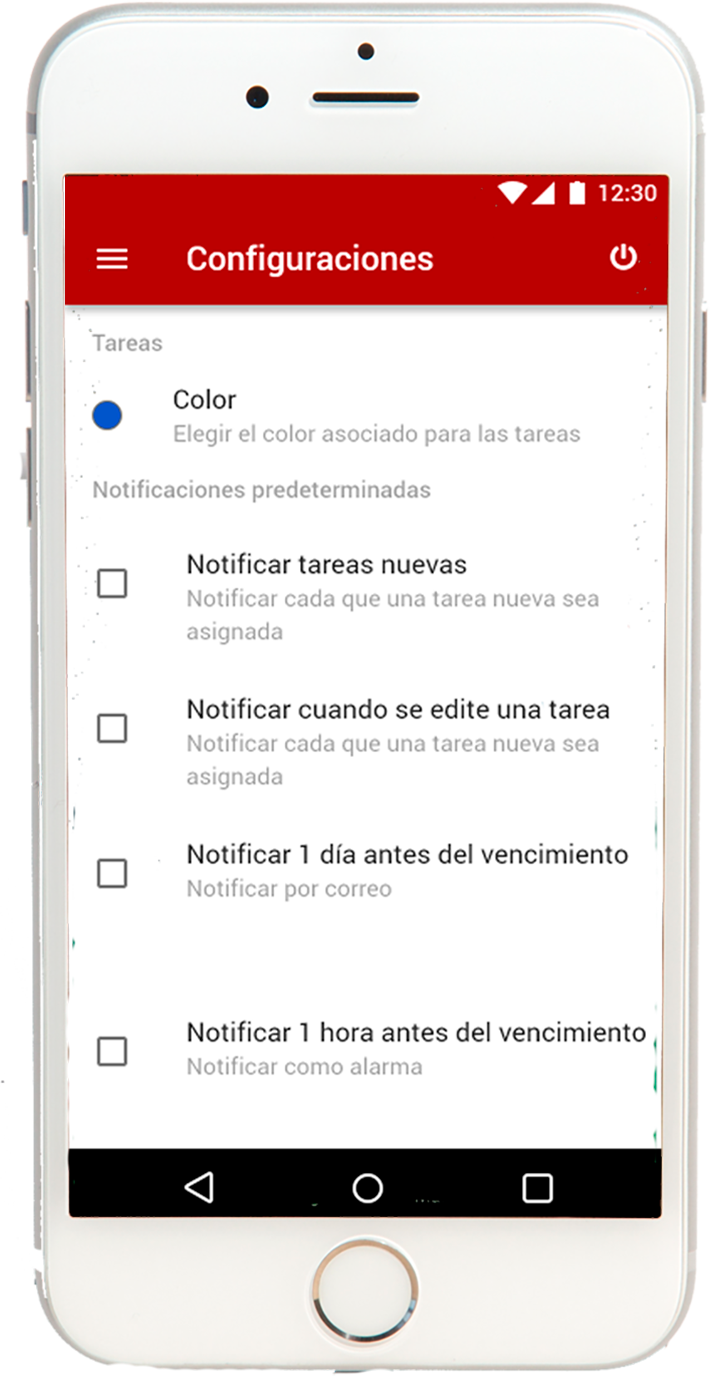 12:30
Configuraciones
Tareas
Color
Elegir el color asociado para las tareas
Notificaciones predeterminadas
Notificar tareas nuevas
Notificar cada que una tarea nueva sea
asignada
Notificar cuando se edite una tarea
Notificar cada que una tarea nueva sea
asignada
Notificar 1 día antes del vencimiento
Notificar por correo
Notificar 1 hora antes del vencimiento
Notificar como alarma